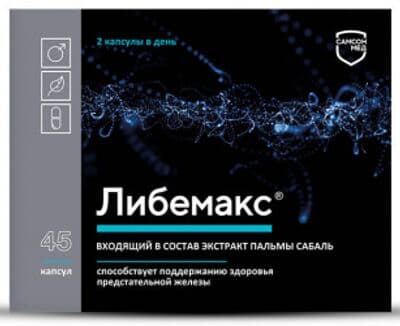 2 капсулы в день
САМСОН
МЕД
Либемакс®
45
капсул
ВХОДЯЩИЙ В СОСТАВ ЭКСТРАКТ ПАЛЬМЫ САБАЛЬ
способствует поддержанию здоровья
предстательной железы